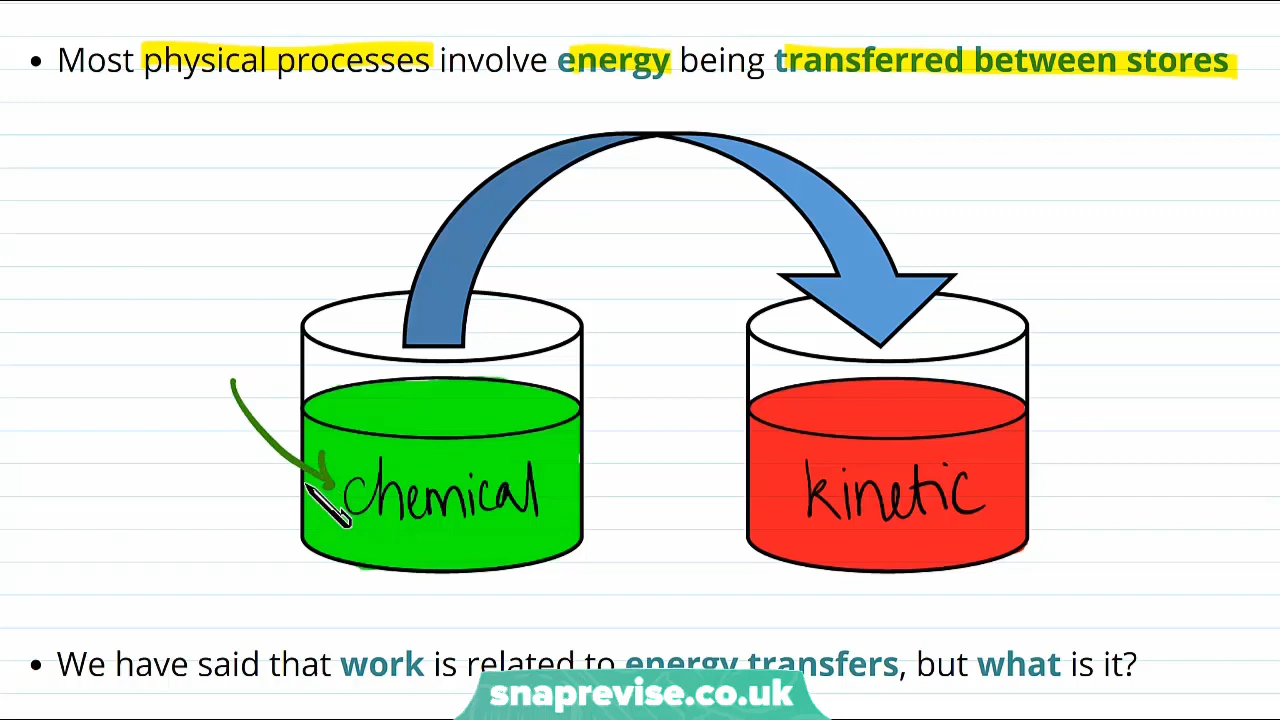 • Most physical processes involve energy being transferred between stores
chemical
kinetic
• We have said that work is related to energy transfers, but what is it?
snaprevise.co.uk